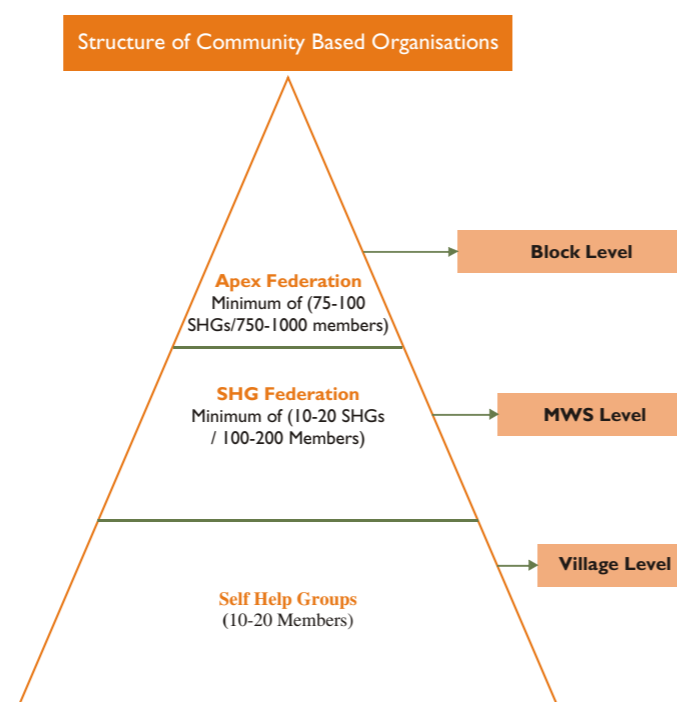 Structure of Community Based Organisations
Block Level
Apex Federation
Minimum of (75-100
SHGs/750-1000 members)
SHG Federation
Minimum of (10-20 SHGs
/ 100-200 Members)
MWS Level
Village Level
Self Help Groups
(10-20 Members)